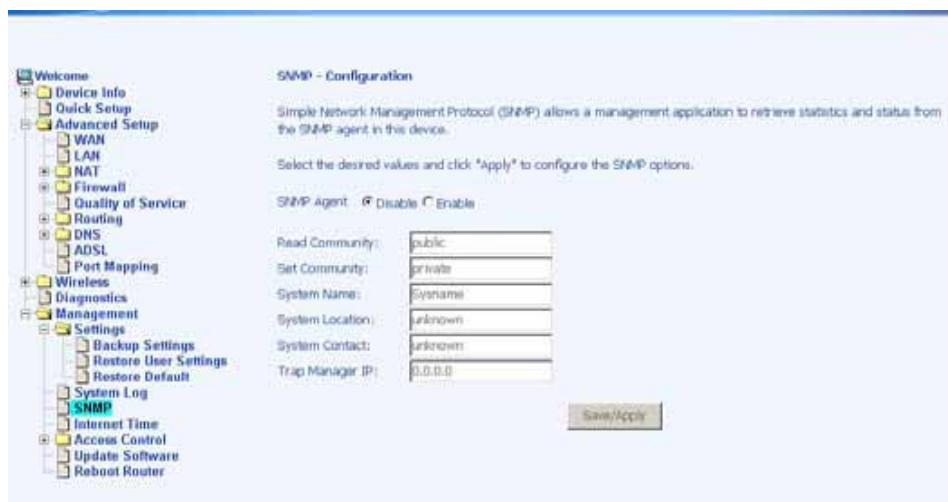 Welcome
Device Info
Quick Setup
Advanced Setup
WAN
LAN
NAT
Firewall
Quality of Service
Routing
DNS
ADSL
Port Mapping
Wireless
Diagnostics
Management
Settings
Backup Settings
Restore User Settings
Restore Default
System Log
SNMP
Internet Time
Access Control
Update Software
Reboot Router
SNMP - Configuration
Simple Network Management Protocol (SNMP) allows a management application to retrieve statistics and status from
the SNMP agent in this device.
Select the desired values and click "Apply" to configure the SNMP options.
SNMP Agent Disable Enable
Read Community: public
Set Community: private
System Name: Sysname
System Location: unknown
System Contact: unknown
Trap Manager IP: 0.0.0.0
Save/Apply